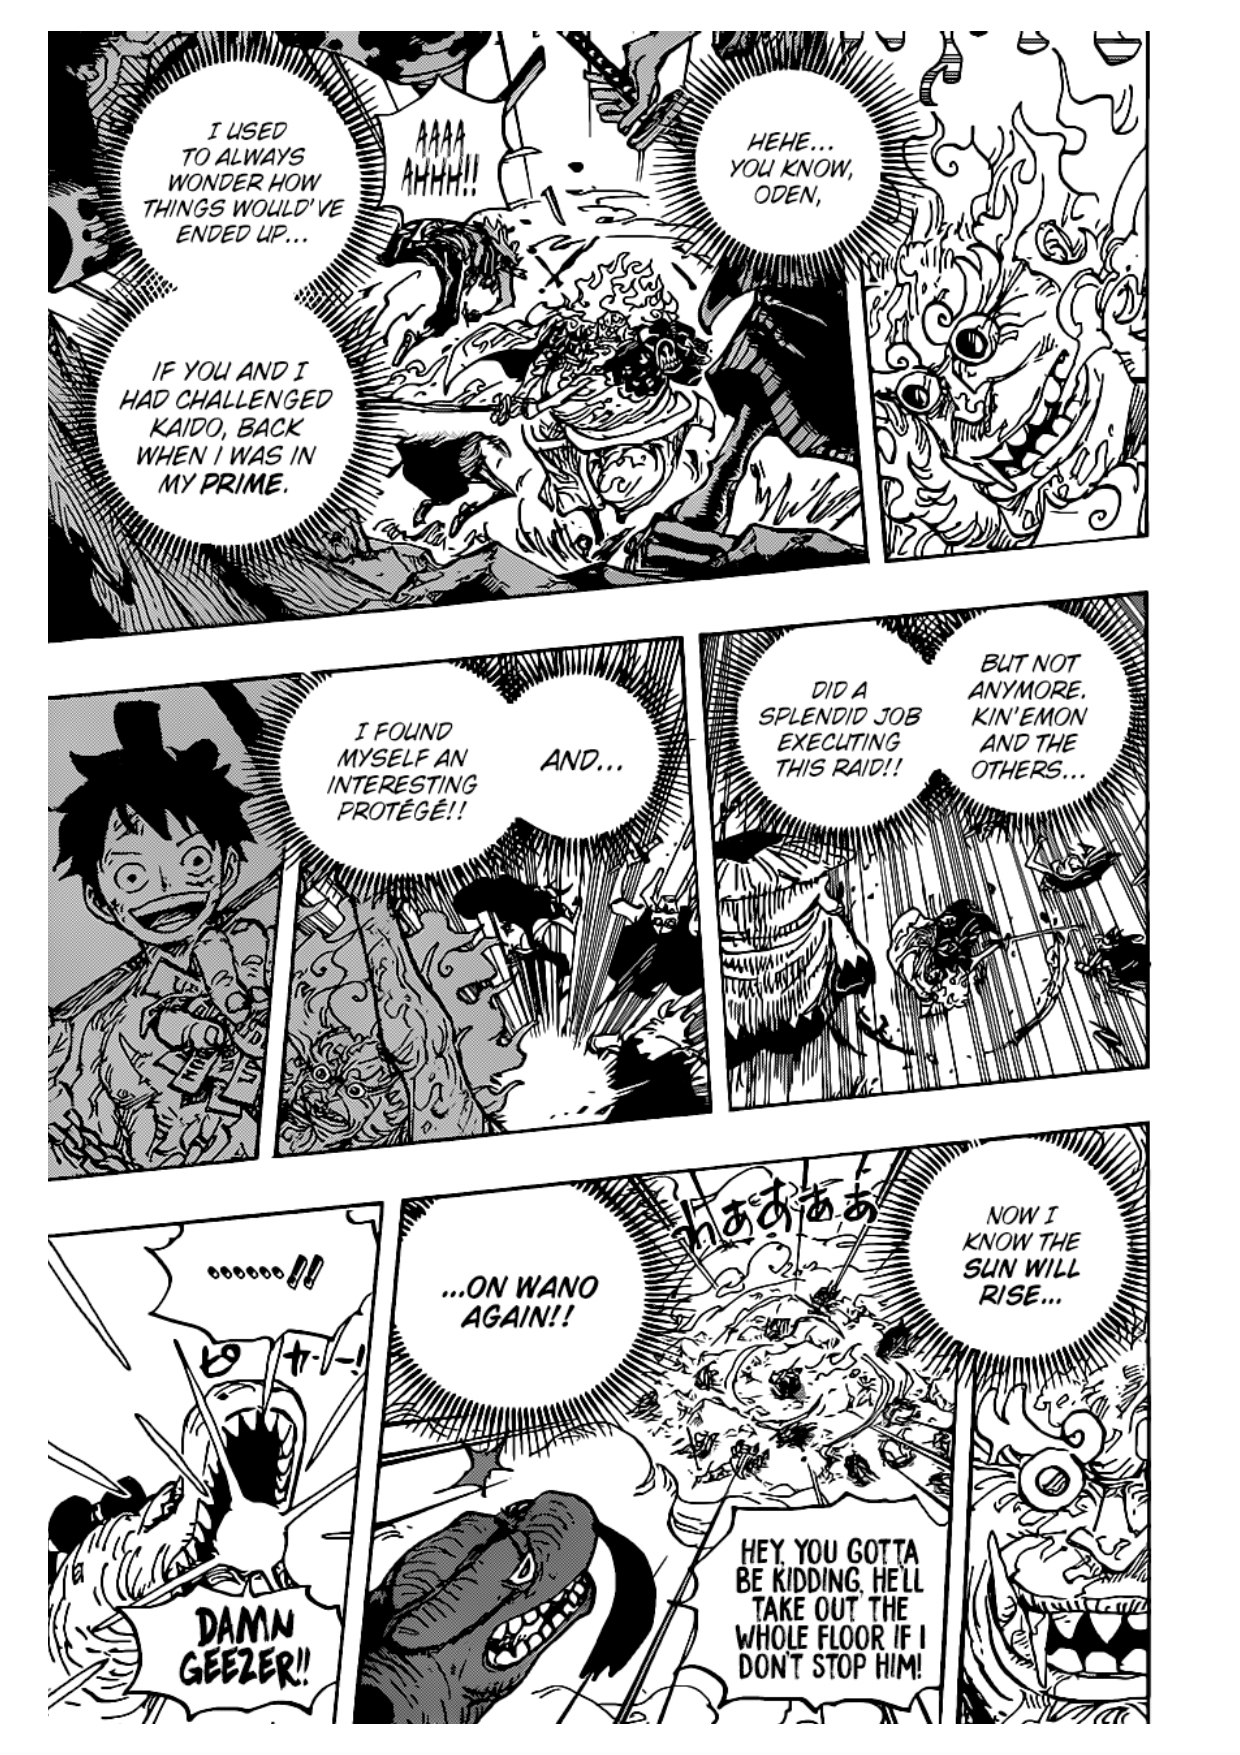 HEHE...
YOU KNOW,
ODEN,
AAAA
AHHH!!
I USED
TO ALWAYS
WONDER HOW
THINGS WOULD'VE
ENDED UP...
IF YOU AND I
HAD CHALLENGED
KAIDO, BACK
WHEN I WAS IN
MY PRIME.
BUT NOT
ANYMORE.
KIN'EMON
AND THE
OTHERS...
DID A
SPLENDID JOB
EXECUTING
THIS RAID!!
AND...
I FOUND
MYSELF AN
INTERESTING
PROTÉGÉ!!
NOW I
KNOW THE
SUN WILL
RISE...
わああああ
...ON WANO
AGAIN!!
HEY, YOU GOTTA
BE KIDDING, HE'LL
TAKE OUT THE
WHOLE FLOOR IF I
DON'T STOP HIM!
......!!
ピカーー!
DAMN
GEEZER!!